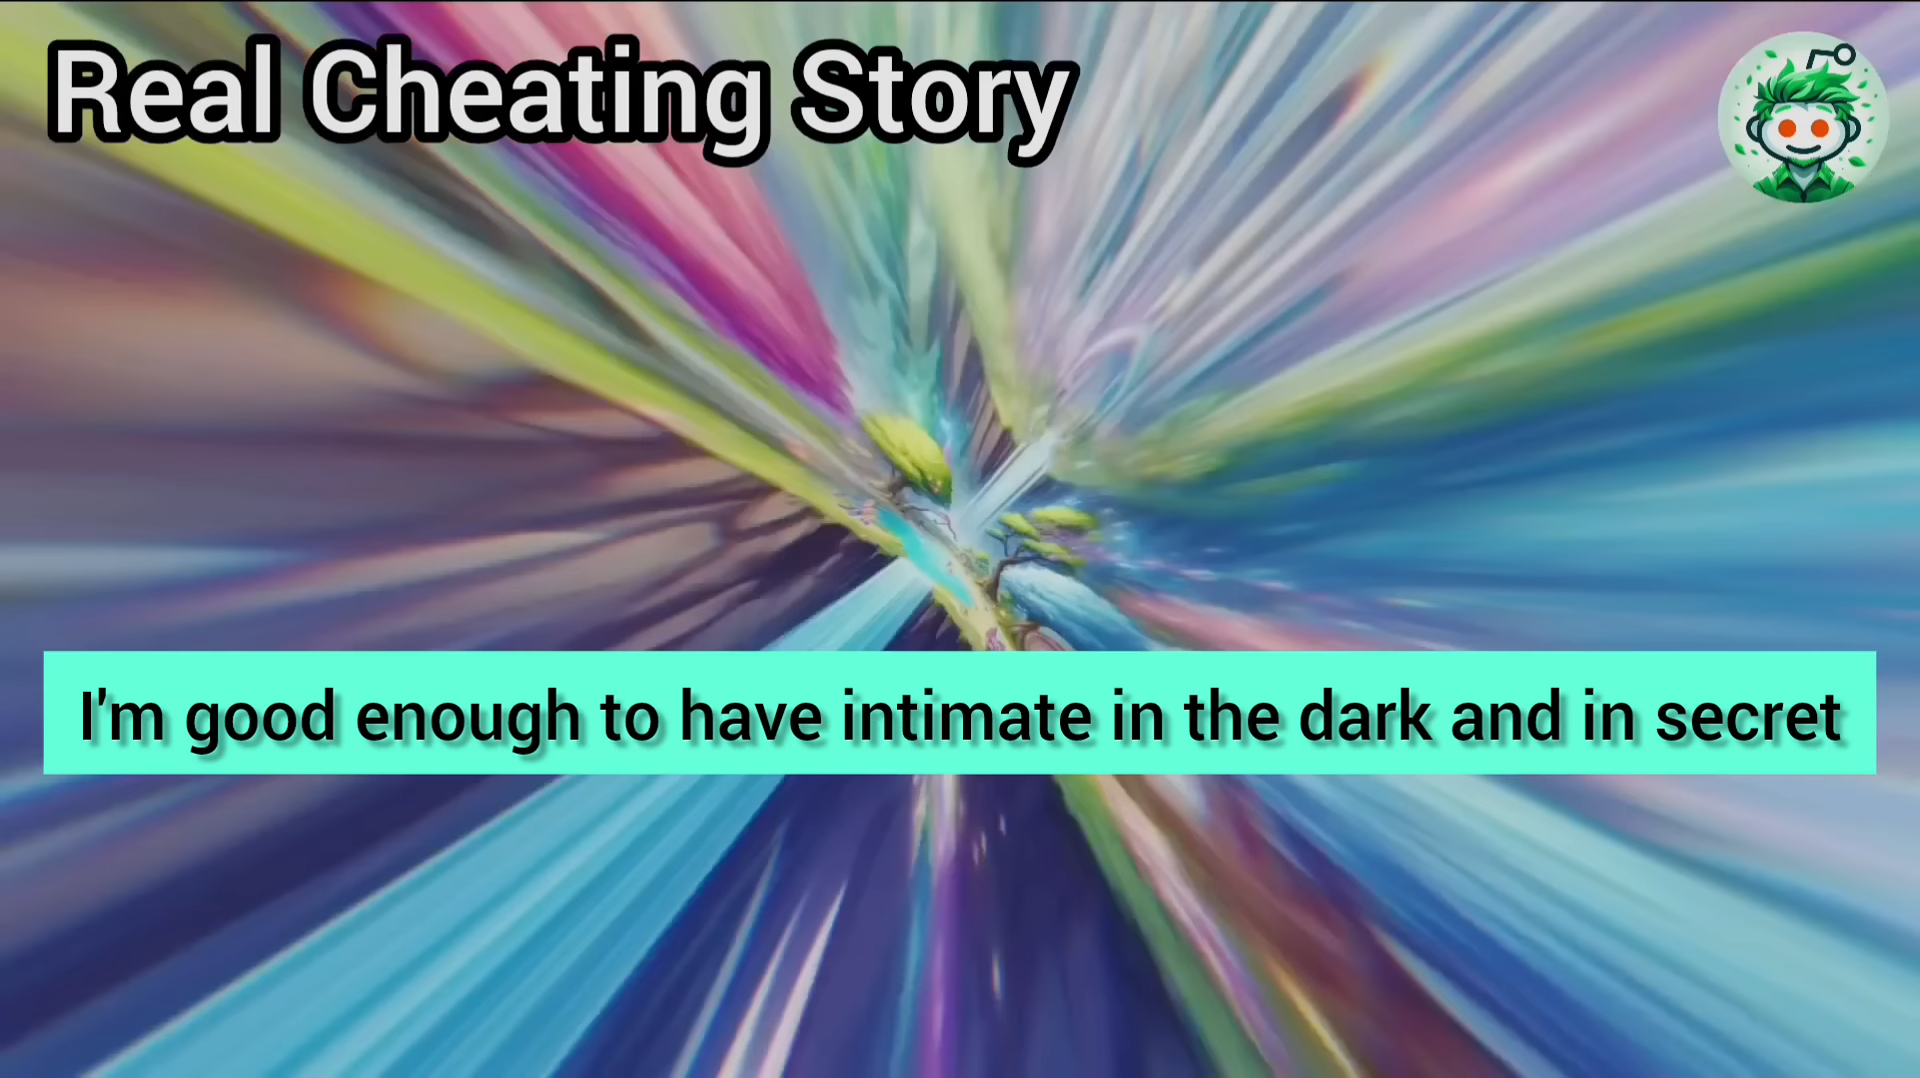 Real Cheating Story
I'm good enough to have intimate in the dark and in secret